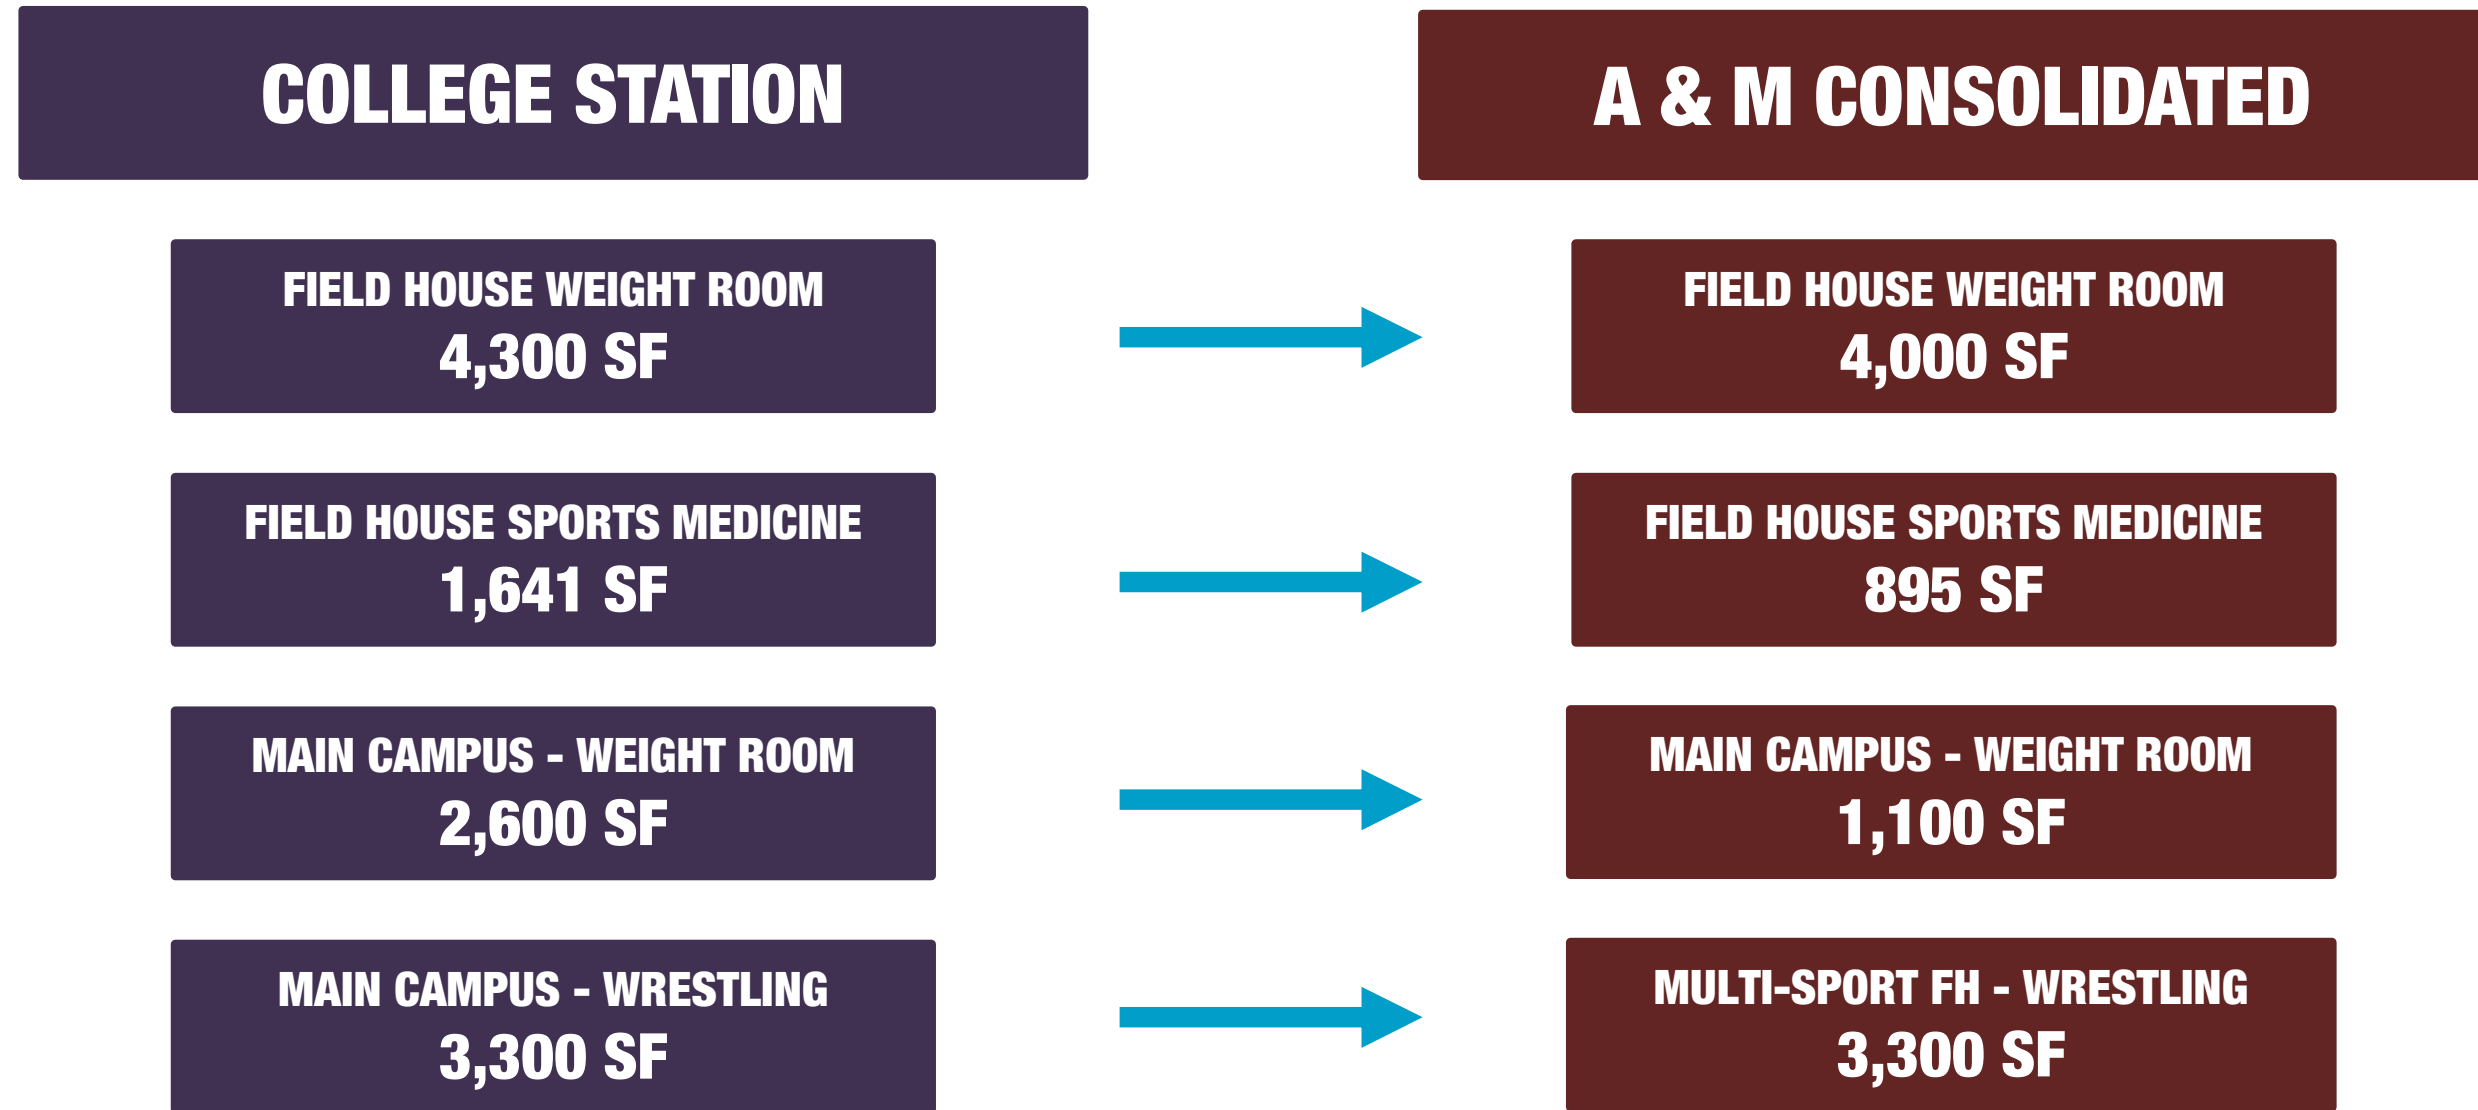 COLLEGE STATION
A & M CONSOLIDATED
FIELD HOUSE WEIGHT ROOM
4,300 SF
FIELD HOUSE WEIGHT ROOM
4,000 SF
FIELD HOUSE SPORTS MEDICINE
1,641 SF
FIELD HOUSE SPORTS MEDICINE
895 SF
MAIN CAMPUS - WEIGHT ROOM
2,600 SF
MAIN CAMPUS - WEIGHT ROOM
1,100 SF
MAIN CAMPUS - WRESTLING
3,300 SF
MULTI-SPORT FH - WRESTLING
3,300 SF